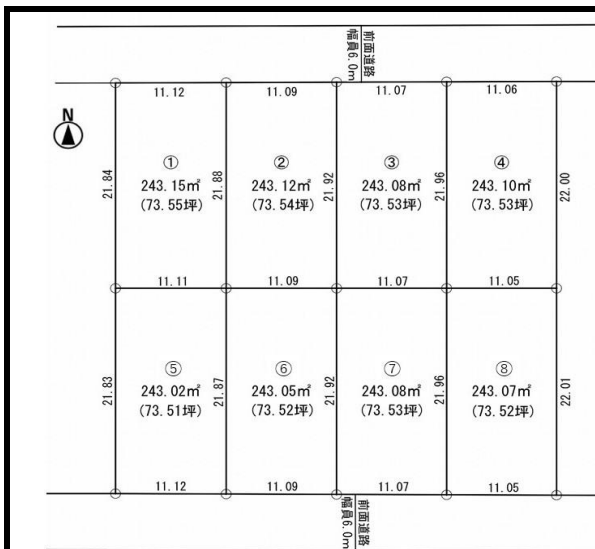 前面道路
幅員6.0m
N
11.12
11.09
11.07
11.06
21.84
①
243.15㎡
(73.55坪)
21.88
②
243.12㎡
(73.54坪)
21.92
③
243.08㎡
(73.53坪)
21.96
④
243.10㎡
(73.53坪)
22.00
11.11
11.09
11.07
11.05
21.83
⑤
243.02㎡
(73.51坪)
21.87
⑥
243.05㎡
(73.52坪)
21.92
⑦
243.08㎡
(73.53坪)
21.96
⑧
243.07㎡
(73.52坪)
22.01
11.12
11.09
11.07
11.05
前面道路
幅員6.0m